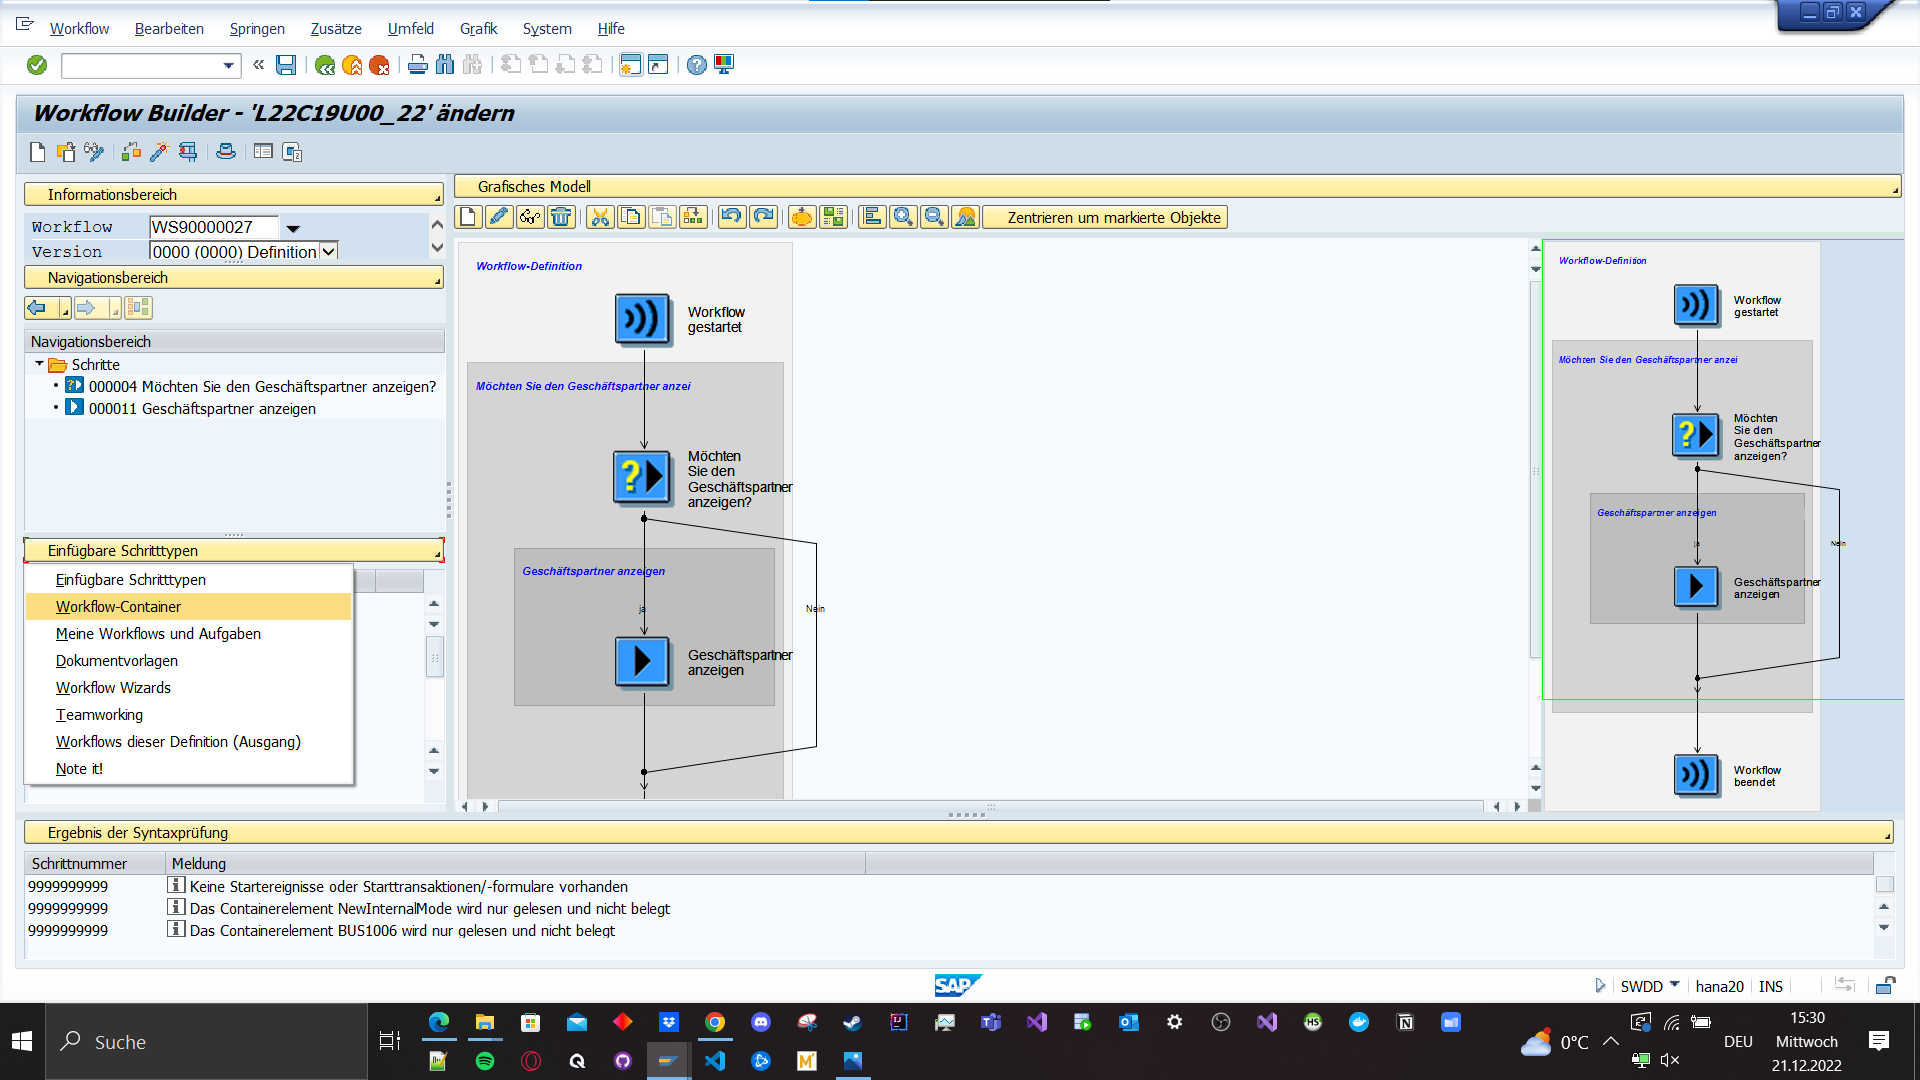 Workflow Bearbeiten Springen Zusätze Umfeld Grafik System Hilfe
Workflow Builder - 'L22C19U00_22' ändern
Informationsbereich
Workflow WS90000027
Version 0000 (0000) Definition
Navigationsbereich
Navigationsbereich
Schritte
000004 Möchten Sie den Geschäftspartner anzeigen?
000011 Geschäftspartner anzeigen
Einfügbare Schritttypen
Einfügbare Schritttypen
Workflow-Container
Meine Workflows und Aufgaben
Dokumentvorlagen
Workflow Wizards
Teamworking
Workflows dieser Definition (Ausgang)
Note it!
Grafisches Modell
Zentrieren um markierte Objekte
Workflow-Definition
Workflow
gestartet
Möchten Sie den Geschäftspartner anzei
Möchten
Sie den
Geschäftspartner
anzeigen?
Geschäftspartner anzeigen
ja
Nein
Geschäftspartner
anzeigen
Workflow-Definition
Workflow
gestartet
Möchten Sie den Geschäftspartner anzei
Möchten
Sie den
Geschäftspartner
anzeigen?
Geschäftspartner anzeigen
ja
Nein
Geschäftspartner
anzeigen
Workflow
beendet
Ergebnis der Syntaxprüfung
Schrittnummer Meldung
9999999999 Keine Startereignisse oder Starttransaktionen/-formulare vorhanden
9999999999 Das Containerelement NewInternalMode wird nur gelesen und nicht belegt
9999999999 Das Containerelement BUS1006 wird nur gelesen und nicht belegt
SAP
SWDD hana20 INS
Suche
0°C
DEU
15:30
Mittwoch
21.12.2022